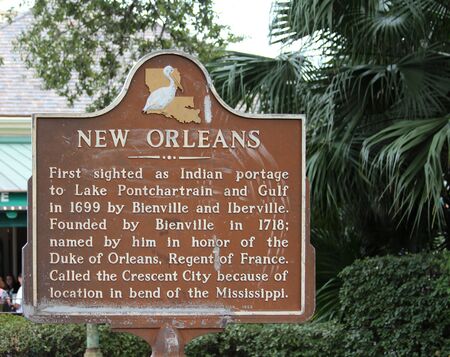 NEW ORLEANS
First sighted as Indian portage
to Lake Pontchartrain and Gulf
in 1699 by Bienville and Iberville.
Founded by Bienville in 1718;
named by him in honor of the
Duke of Orleans, Regent of France.
Called the Crescent City because of
location in bend of the Mississippi.